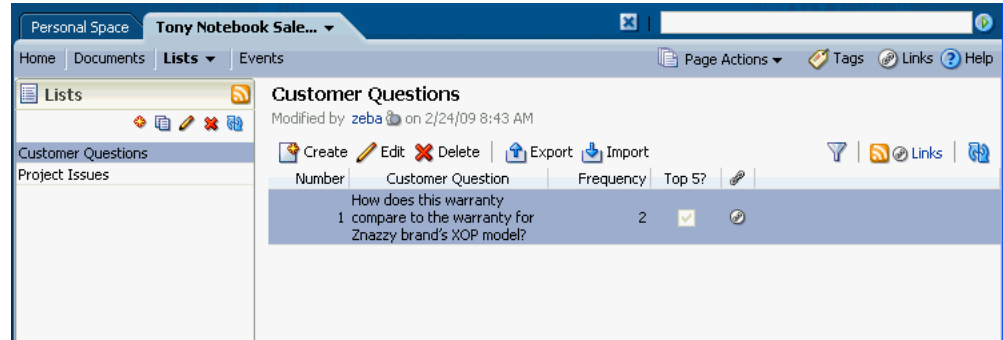 Personal Space Tony Notebook Sale...
Home Documents Lists Events Page Actions Tags Links Help
Lists
Customer Questions
Project Issues
Customer Questions
Modified by zeba on 2/24/09 8:43 AM
Create Edit Delete Export Import Links
Number Customer Question Frequency Top 5?
How does this warranty
1 compare to the warranty for 2
Znazzy brand's XOP model?